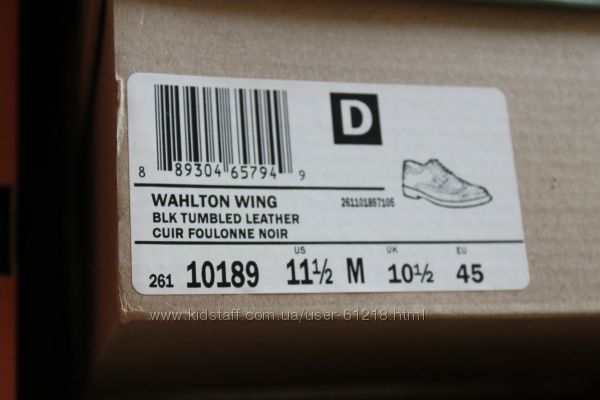 D
8 89304 65794 9
WAHLTON WING
BLK TUMBLED LEATHER
CUIR FOULONNE NOIR
261101897105
US UK EU
261 10189 11½ M 10½ 45
www.kidstaff.com.ua/user-61218.html